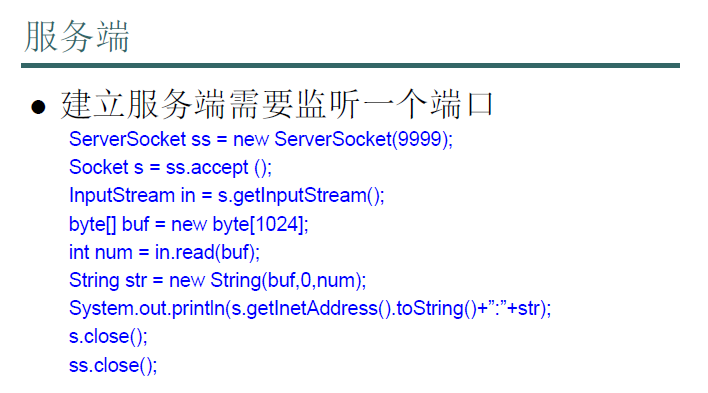 服务端
● 建立服务端需要监听一个端口
ServerSocket ss = new ServerSocket(9999);
Socket s = ss.accept ();
InputStream in = s.getInputStream();
byte[] buf = new byte[1024];
int num = in.read(buf);
String str = new String(buf,0,num);
System.out.println(s.getInetAddress().toString()+”:”+str);
s.close();
ss.close();